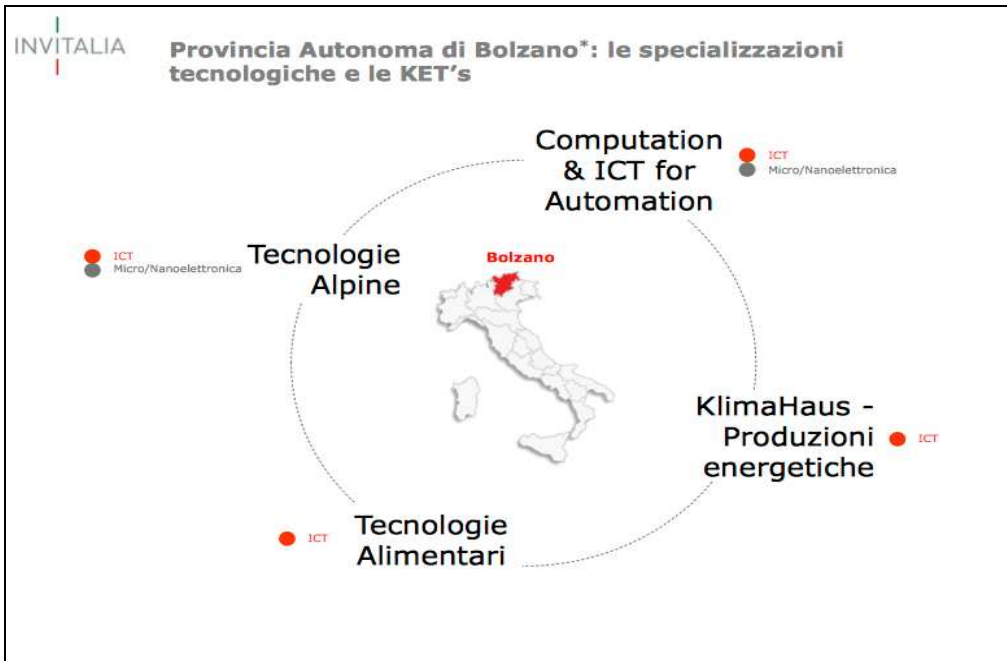 INVITALIA
Provincia Autonoma di Bolzano*: le specializzazioni
tecnologiche e le KET's
Computation
& ICT for
Automation
ICT
Micro/Nanoelettronica
ICT
Micro/Nanoelettronica
Tecnologie
Alpine
Bolzano
KlimaHaus -
Produzioni
energetiche
ICT
ICT
Tecnologie
Alimentari